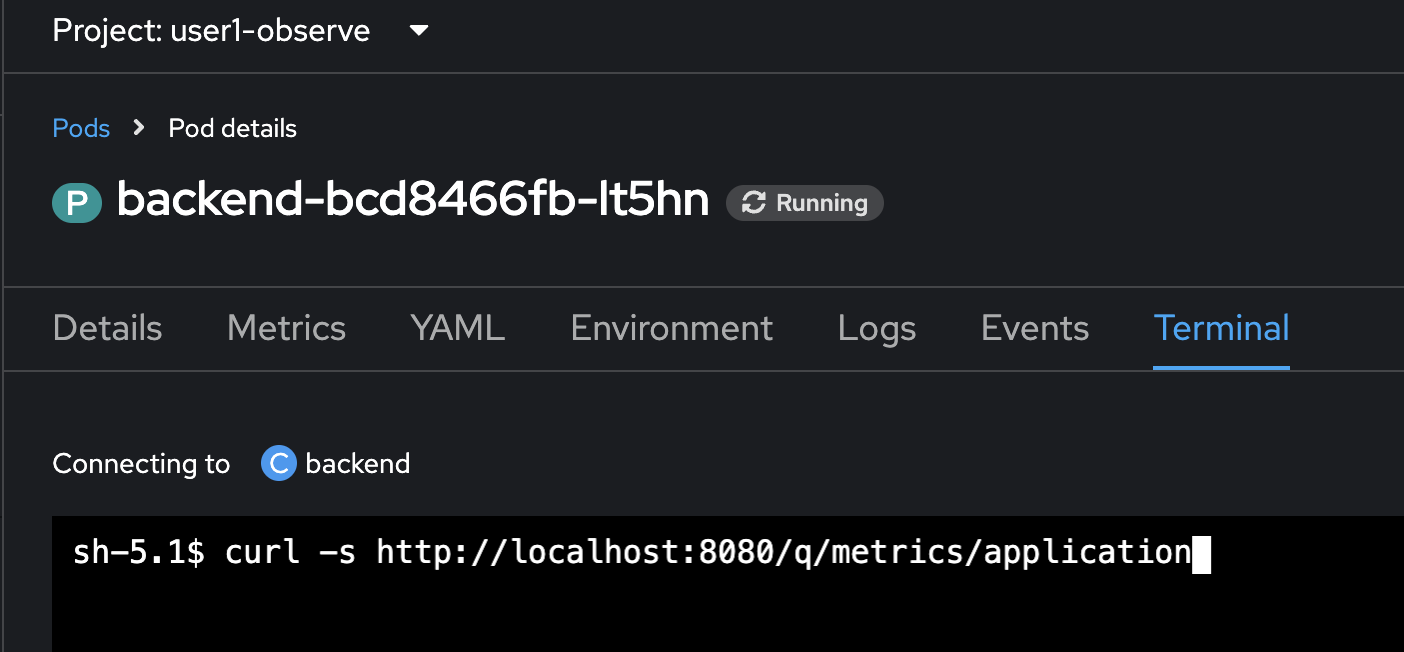 Project: user1-observe
Pods Pod details
P backend-bcd8466fb-lt5hn Running
Details Metrics YAML Environment Logs Events Terminal
Connecting to C backend
sh-5.1$ curl -s http://localhost:8080/q/metrics/application